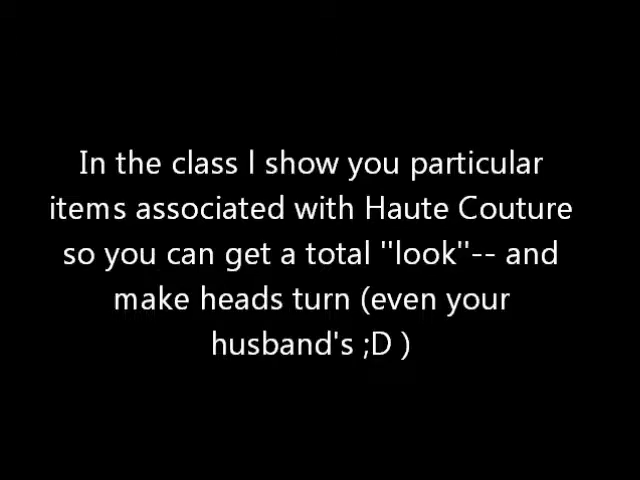 In the class I show you particular
items associated with Haute Couture
so you can get a total "look"-- and
make heads turn (even your
husband's ;D )